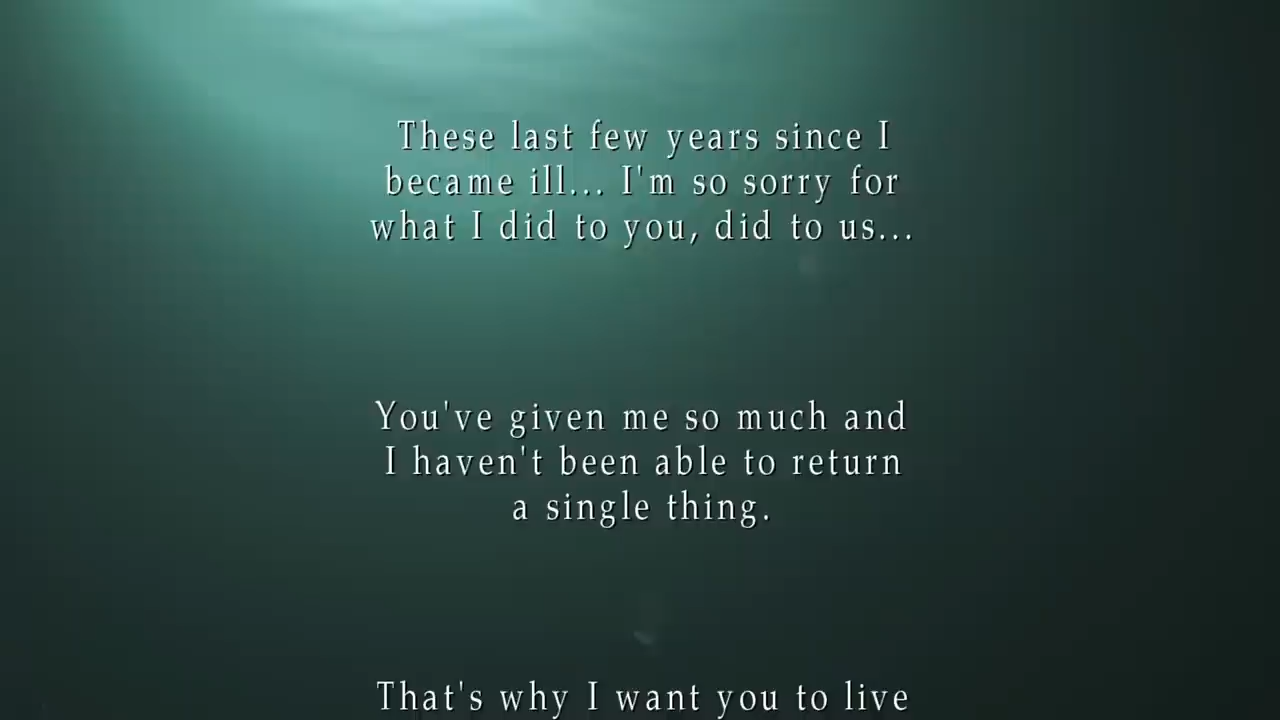 These last few years since I
became ill... I'm so sorry for
what I did to you, did to us...
You've given me so much and
I haven't been able to return
a single thing.
That's why I want you to live